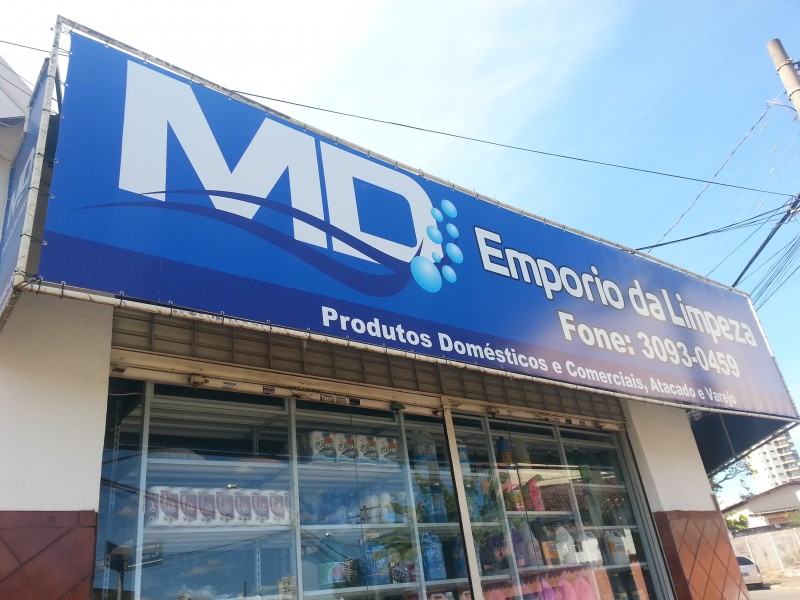 MD
Emporio da Limpeza
Fone: 3093-0459
Produtos Domésticos e Comerciais, Atacado e Varejo